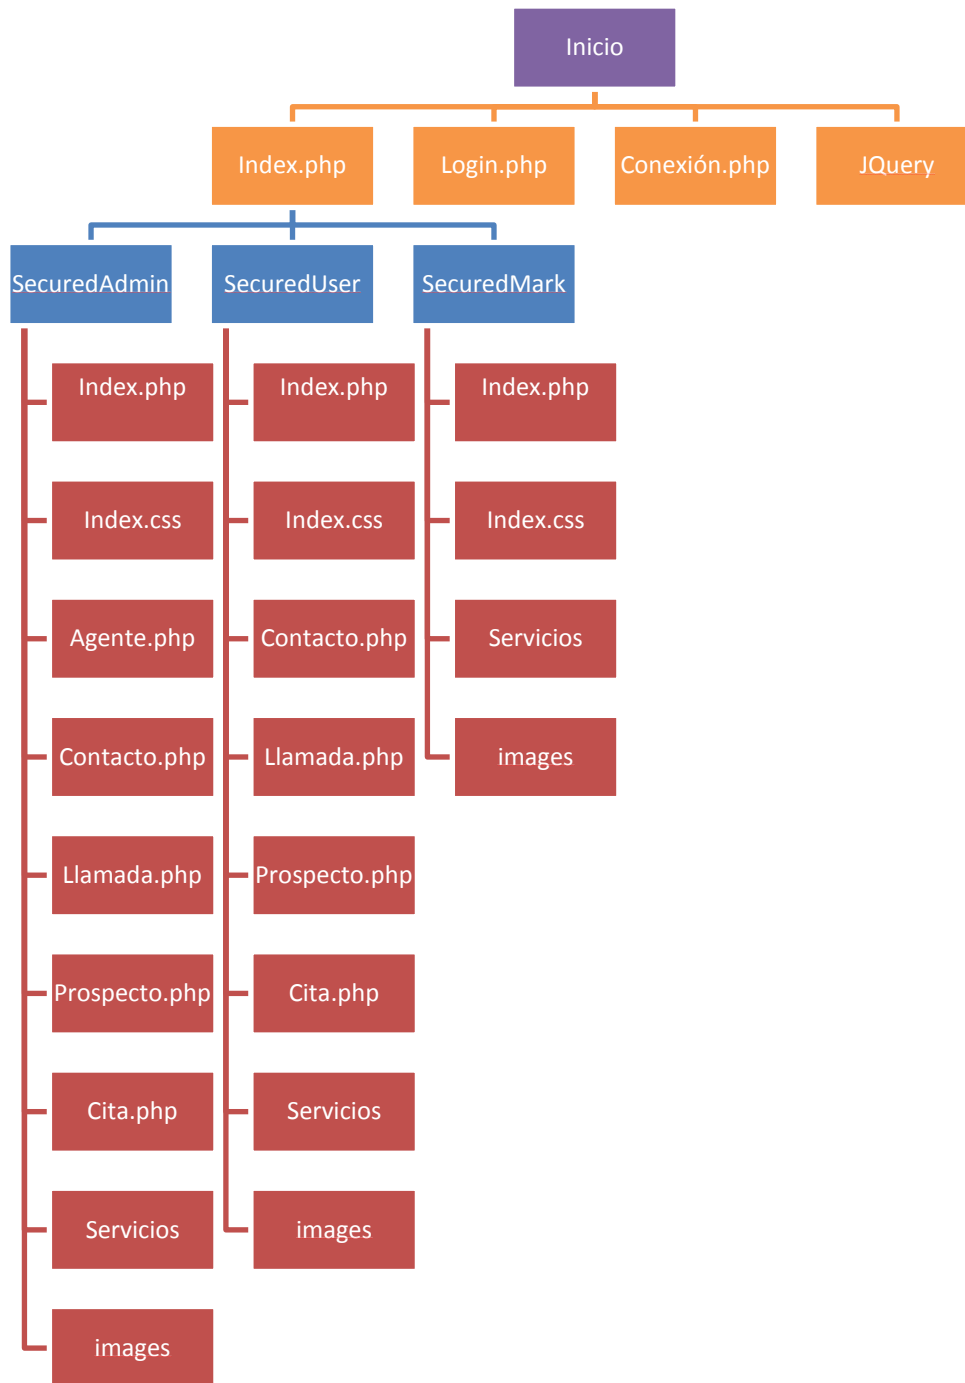 Inicio
Index.php
Login.php
Conexión.php
JQuery
SecuredAdmin
SecuredUser
SecuredMark
Index.php
Index.css
Agente.php
Contacto.php
Llamada.php
Prospecto.php
Cita.php
Servicios
images
Index.php
Index.css
Contacto.php
Llamada.php
Prospecto.php
Cita.php
Servicios
images
Index.php
Index.css
Servicios
images